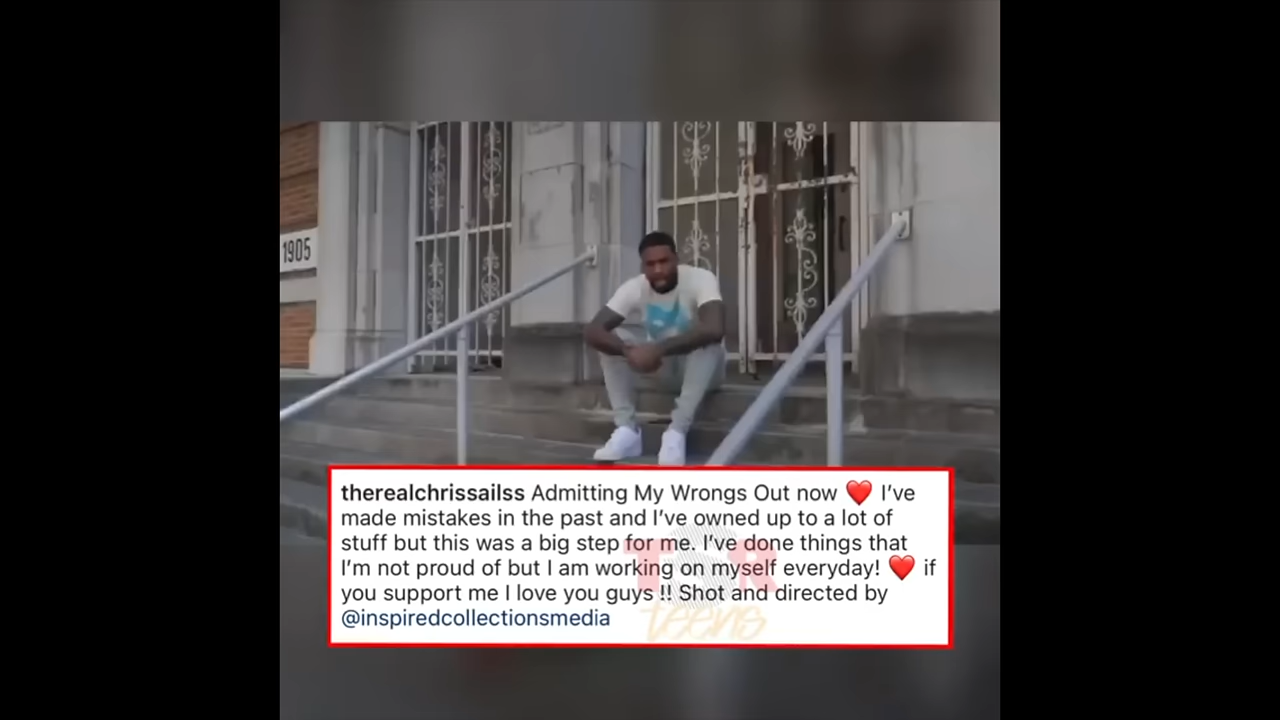 1905
therealchrissailss Admitting My Wrongs Out now ❤️ I’ve
made mistakes in the past and I’ve owned up to a lot of
stuff but this was a big step for me. I’ve done things that
I’m not proud of but I am working on myself everyday! ❤️ if
you support me I love you guys !! Shot and directed by
@inspiredcollectionsmedia
TSR
teens